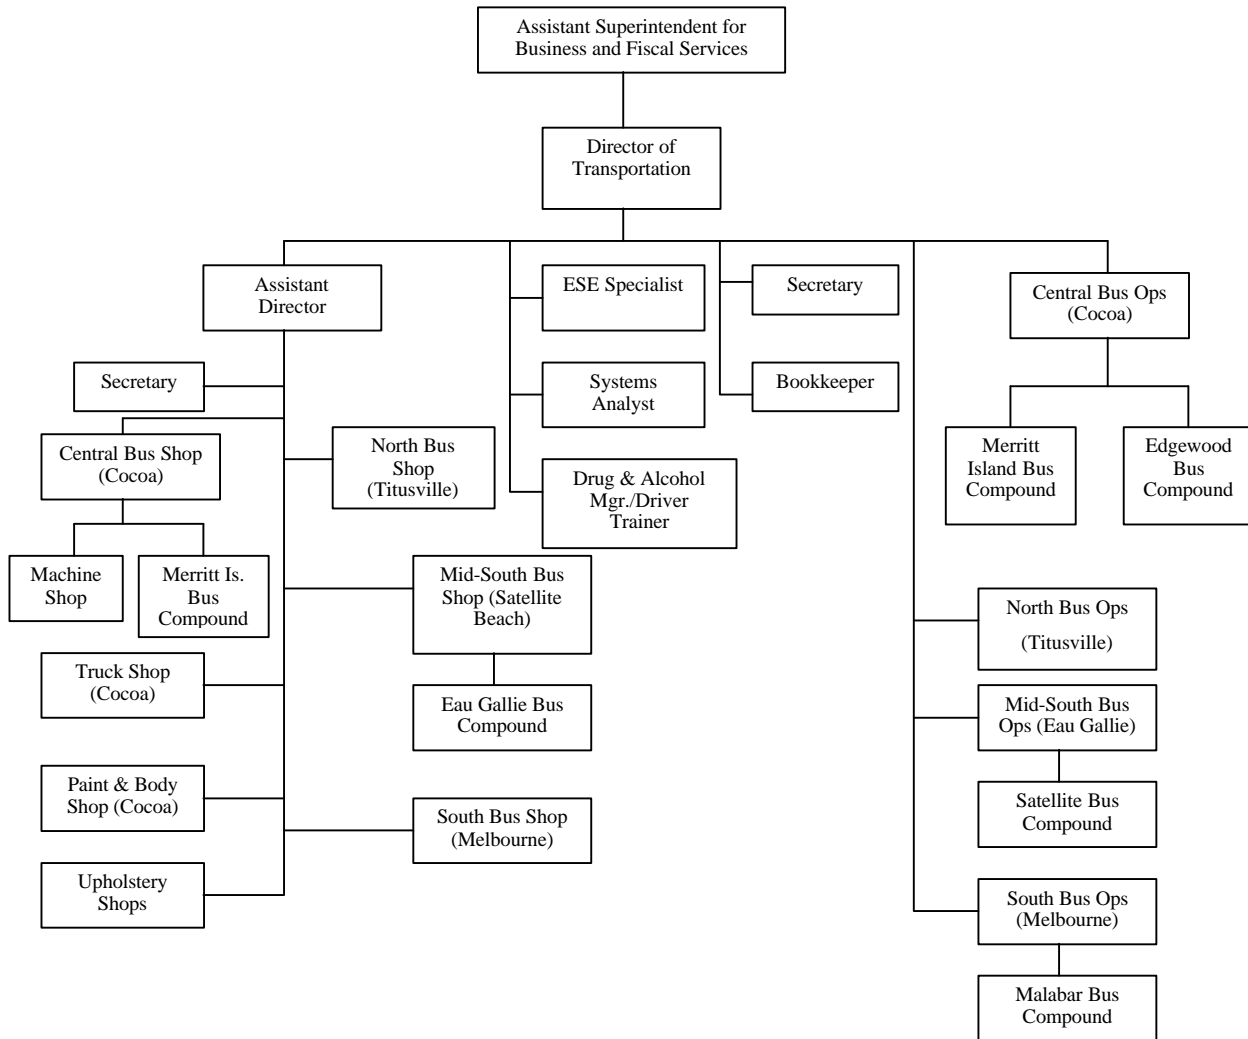 Assistant Superintendent for
Business and Fiscal Services
Director of
Transportation
Assistant
Director
ESE Specialist
Secretary
Central Bus Ops
(Cocoa)
Secretary
Systems
Analyst
Bookkeeper
Merritt
Island Bus
Compound
Edgewood
Bus
Compound
Central Bus Shop
(Cocoa)
North Bus
Shop
(Titusville)
Drug & Alcohol
Mgr./Driver
Trainer
Machine
Shop
Merritt Is.
Bus
Compound
Mid-South Bus
Shop (Satellite
Beach)
North Bus Ops
(Titusville)
Truck Shop
(Cocoa)
Eau Gallie Bus
Compound
Mid-South Bus
Ops (Eau Gallie)
Paint & Body
Shop (Cocoa)
South Bus Shop
(Melbourne)
Satellite Bus
Compound
Upholstery
Shops
South Bus Ops
(Melbourne)
Malabar Bus
Compound